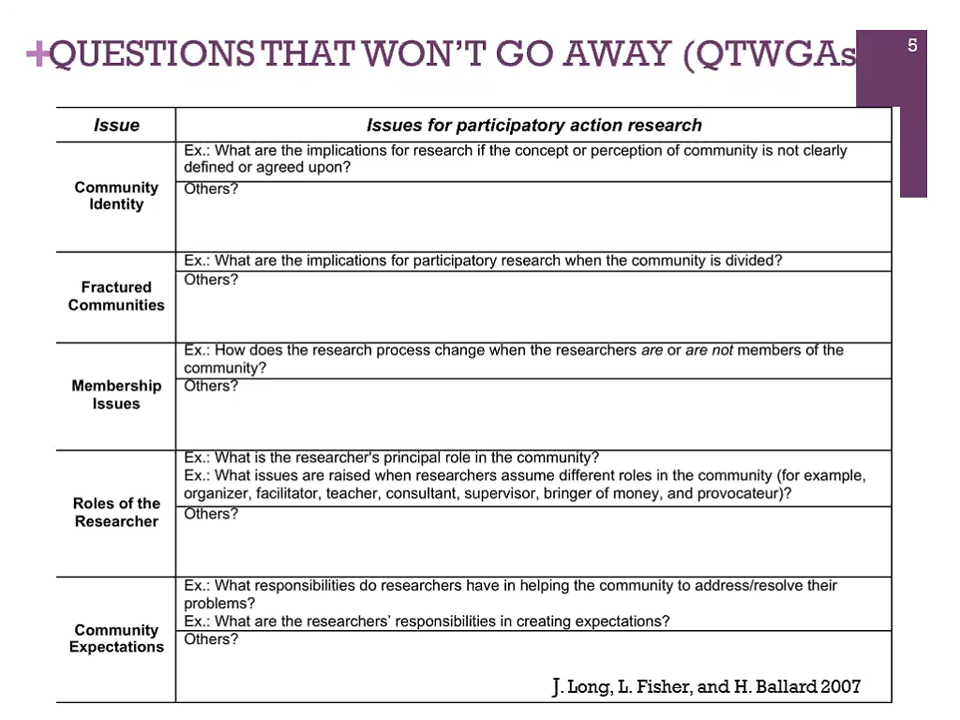 +QUESTIONS THAT WON'T GO AWAY (QTWGAs
5
Issue
Issues for participatory action research
Community
Identity
Ex.: What are the implications for research if the concept or perception of community is not clearly
defined or agreed upon?
Others?
Fractured
Communities
Ex.: What are the implications for participatory research when the community is divided?
Others?
Membership
Issues
Ex.: How does the research process change when the researchers are or are not members of the
community?
Others?
Roles of the
Researcher
Ex.: What is the researcher's principal role in the community?
Ex.: What issues are raised when researchers assume different roles in the community (for example,
organizer, facilitator, teacher, consultant, supervisor, bringer of money, and provocateur)?
Others?
Community
Expectations
Ex.: What responsibilities do researchers have in helping the community to address/resolve their
problems?
Ex.: What are the researchers' responsibilities in creating expectations?
Others?
J. Long, L. Fisher, and H. Ballard 2007